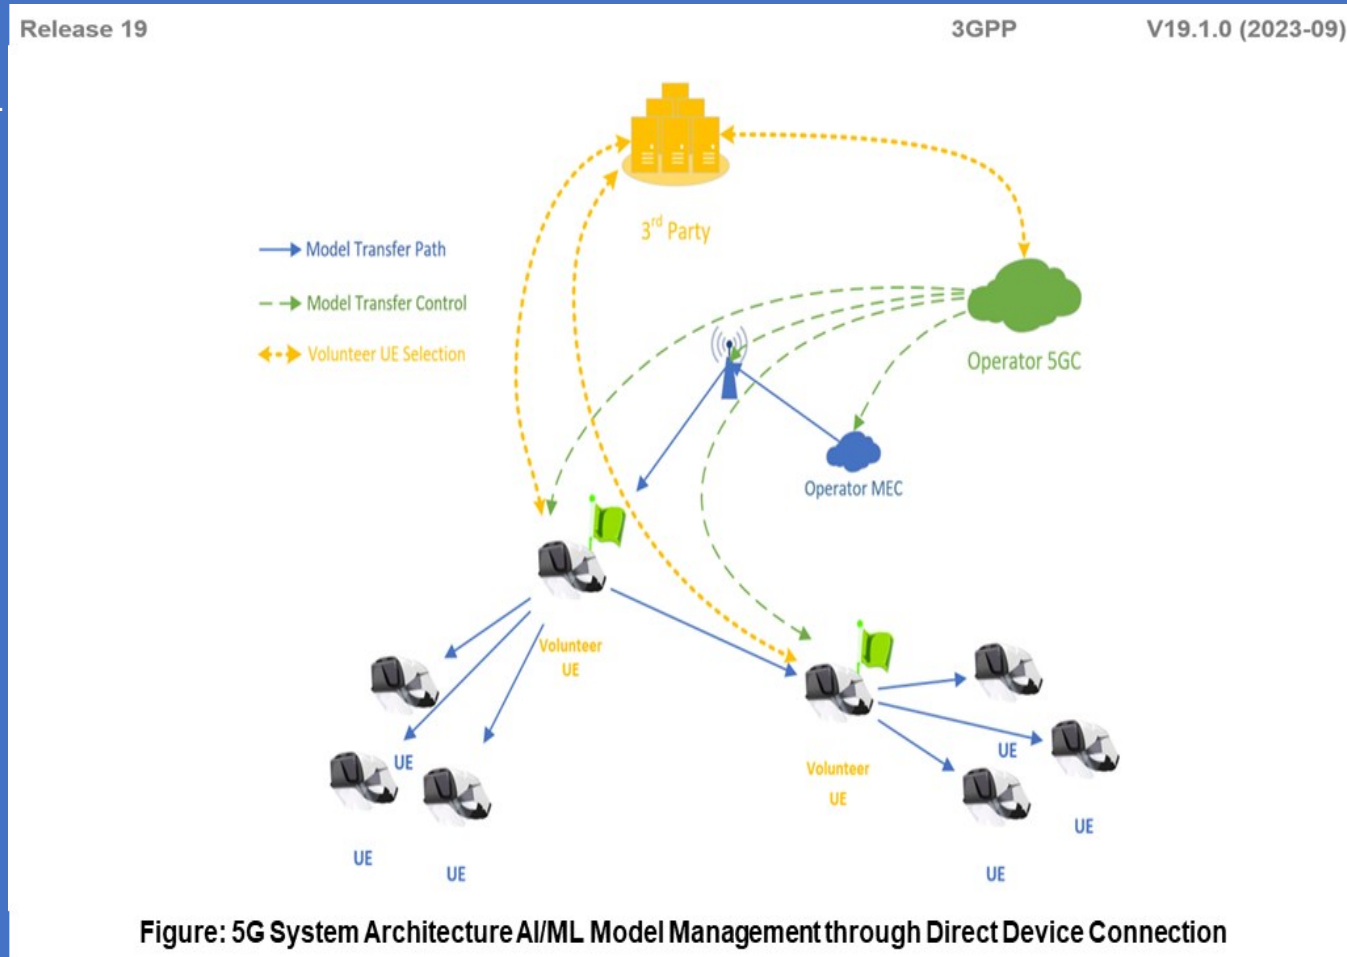 Release 19 3GPP V19.1.0 (2023-09)
3rd Party
Model Transfer Path
Model Transfer Control
Volunteer UE Selection
Operator 5GC
Operator MEC
Volunteer
UE
UE
UE
UE
Volunteer
UE
UE
UE
UE
Figure: 5G System Architecture AI/ML Model Management through Direct Device Connection